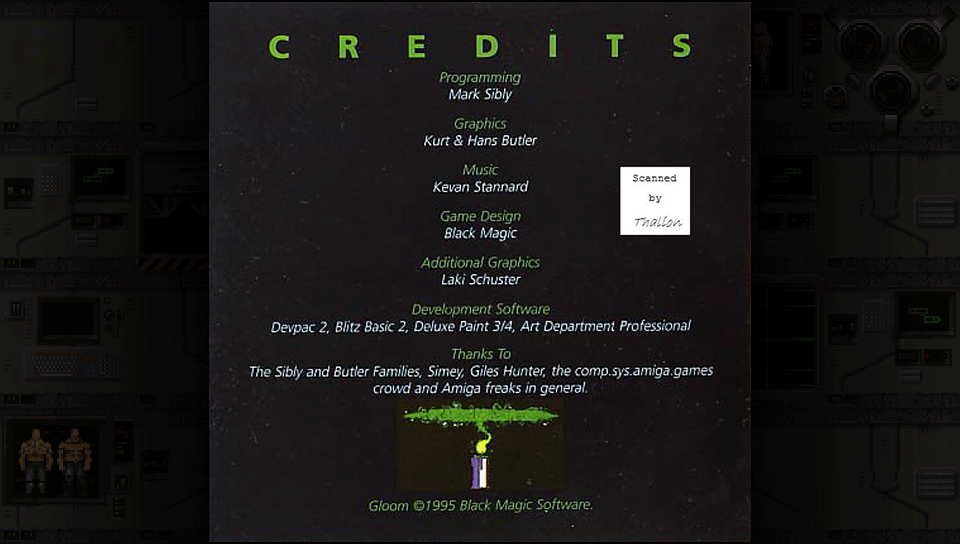 CREDITS
Programming
Mark Sibly
Graphics
Kurt & Hans Butler
Music
Kevan Stannard
Scanned
by
Thalion
Game Design
Black Magic
Additional Graphics
Laki Schuster
Development Software
Devpac 2, Blitz Basic 2, Deluxe Paint 3/4, Art Department Professional
Thanks To
The Sibly and Butler Families, Simey, Giles Hunter, the comp.sys.amiga.games
crowd and Amiga freaks in general.
Gloom ©1995 Black Magic Software.